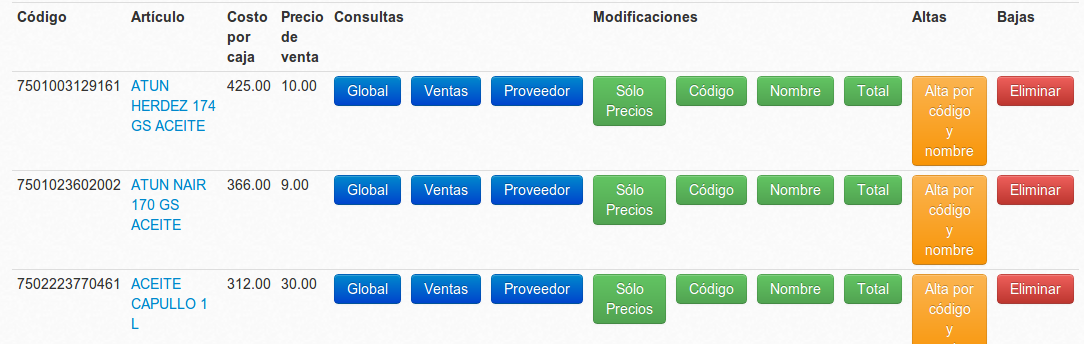 Código Artículo Costo por caja Precio de venta Consultas Modificaciones Altas Bajas
7501003129161 ATUN HERDEZ 174 GS ACEITE 425.00 10.00 Global Ventas Proveedor Sólo Precios Código Nombre Total Alta por código y nombre Eliminar
7501023602002 ATUN NAIR 170 GS ACEITE 366.00 9.00 Global Ventas Proveedor Sólo Precios Código Nombre Total Alta por código y nombre Eliminar
7502223770461 ACEITE CAPULLO 1 L 312.00 30.00 Global Ventas Proveedor Sólo Precios Código Nombre Total Alta por código y Eliminar